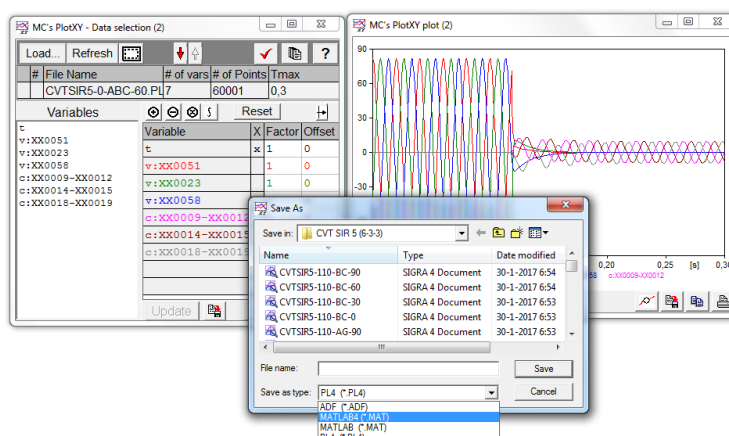 MC's PlotXY - Data selection (2)
Load... Refresh ?
# File Name # of vars # of Points Tmax
CVTSIR5-0-ABC-60.PL 7 60001 0,3
Variables Reset
t
v:XX0051
v:XX0023
v:XX0058
c:XX0009-XX0012
c:XX0014-XX0015
c:XX0018-XX0019
Variable X Factor Offset
t x 1 0
v:XX0051 1 0
v:XX0023 1 0
v:XX0058
c:XX0009-XX0012
c:XX0014-XX0015
c:XX0018-XX0019
Update
MC's PlotXY plot (2)
90
60
30
0
-30
0,20 0,25 [s] 0,30
58 c:XX0009-XX0012
Save As
Save in: CVT SIR 5 (6-3-3)
Name Type Date modified
CVTSIR5-110-BC-90 SIGRA 4 Document 30-1-2017 6:54
CVTSIR5-110-BC-60 SIGRA 4 Document 30-1-2017 6:54
CVTSIR5-110-BC-30 SIGRA 4 Document 30-1-2017 6:53
CVTSIR5-110-BC-0 SIGRA 4 Document 30-1-2017 6:53
CVTSIR5-110-AG-90 SIGRA 4 Document 30-1-2017 6:53
File name: Save
Save as type: PL4 (*.PL4) Cancel
ADF (*.ADF)
MATLAB4 (*.MAT)
MATLAB (*.MAT)
PL4 (*.PL4)